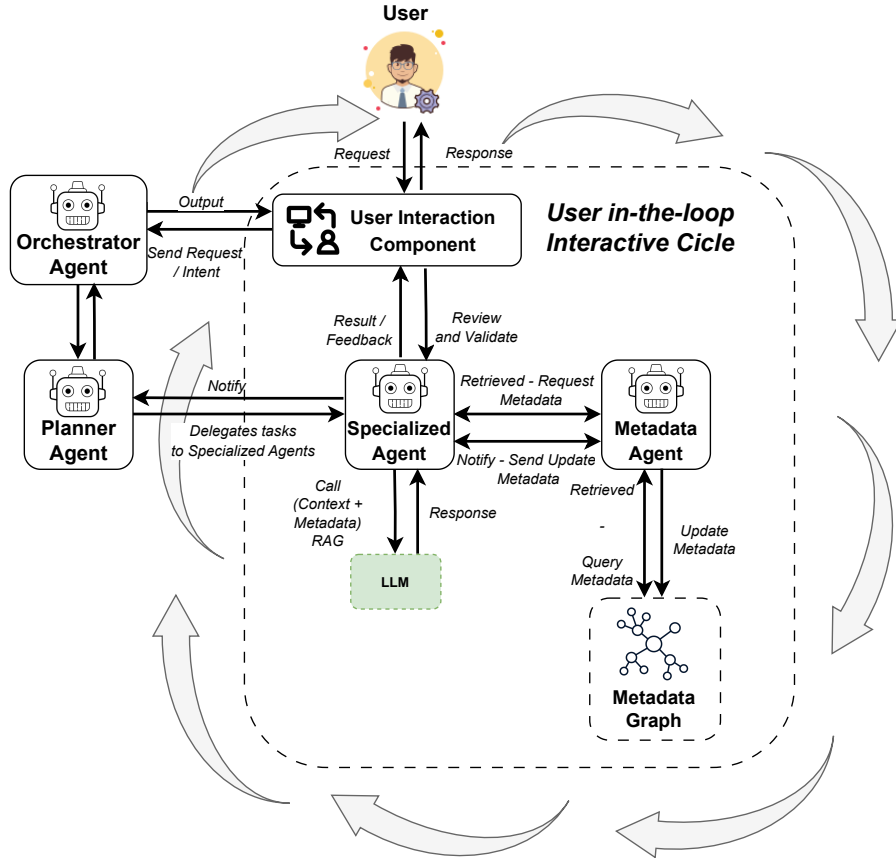 User
Request
Response
Output
User Interaction
Component
User in-the-loop
Interactive Cicle
Orchestrator
Agent
Send Request
/ Intent
Result /
Feedback
Review
and Validate
Notify
Planner
Agent
Delegates tasks
to Specialized Agents
Specialized
Agent
Retrieved - Request
Metadata
Notify - Send Update
Metadata
Metadata
Agent
Call
(Context +
Metadata)
RAG
Response
Retrieved
-
Query
Metadata
Update
Metadata
LLM
Metadata
Graph